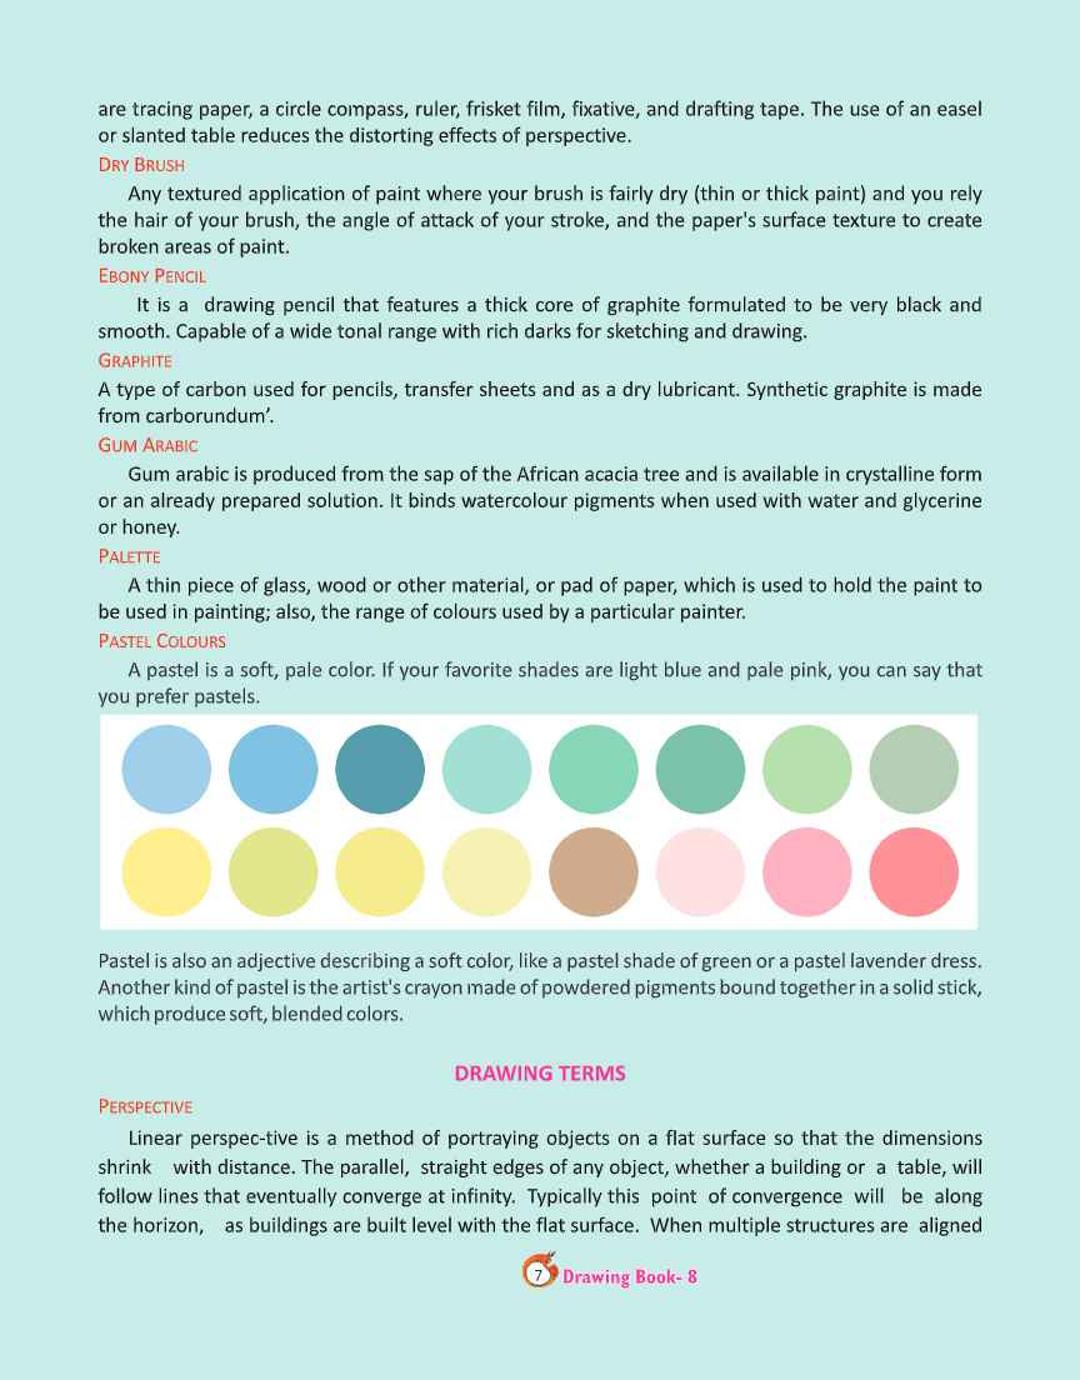 are tracing paper, a circle compass, ruler, frisket film, fixative, and drafting tape. The use of an easel
or slanted table reduces the distorting effects of perspective.
DRY BRUSH
Any textured application of paint where your brush is fairly dry (thin or thick paint) and you rely
the hair of your brush, the angle of attack of your stroke, and the paper's surface texture to create
broken areas of paint.
EBONY PENCIL
It is a drawing pencil that features a thick core of graphite formulated to be very black and
smooth. Capable of a wide tonal range with rich darks for sketching and drawing.
GRAPHITE
A type of carbon used for pencils, transfer sheets and as a dry lubricant. Synthetic graphite is made
from carborundum’.
GUM ARABIC
Gum arabic is produced from the sap of the African acacia tree and is available in crystalline form
or an already prepared solution. It binds watercolour pigments when used with water and glycerine
or honey.
PALETTE
A thin piece of glass, wood or other material, or pad of paper, which is used to hold the paint to
be used in painting; also, the range of colours used by a particular painter.
PASTEL COLOURS
A pastel is a soft, pale color. If your favorite shades are light blue and pale pink, you can say that
you prefer pastels.
Pastel is also an adjective describing a soft color, like a pastel shade of green or a pastel lavender dress.
Another kind of pastel is the artist's crayon made of powdered pigments bound together in a solid stick,
which produce soft, blended colors.
DRAWING TERMS
PERSPECTIVE
Linear perspec-tive is a method of portraying objects on a flat surface so that the dimensions
shrink with distance. The parallel, straight edges of any object, whether a building or a table, will
follow lines that eventually converge at infinity. Typically this point of convergence will be along
the horizon, as buildings are built level with the flat surface. When multiple structures are aligned
7 Drawing Book- 8